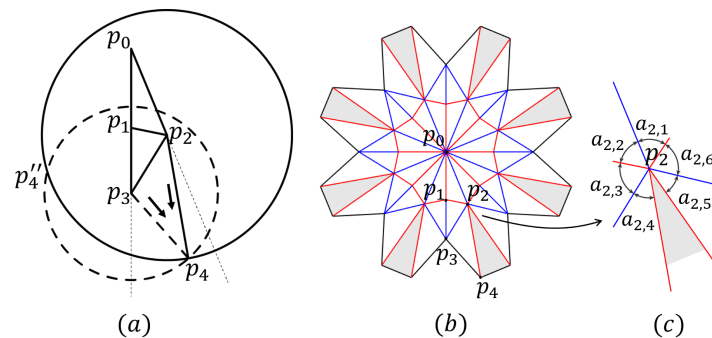 p₀
p₁
p₂
p₄″
p₃
p₄
(a)
p₀
p₁
p₂
p₃
p₄
(b)
a₂,₁
a₂,₂
p₂
a₂,₆
a₂,₃
a₂,₅
a₂,₄
(c)